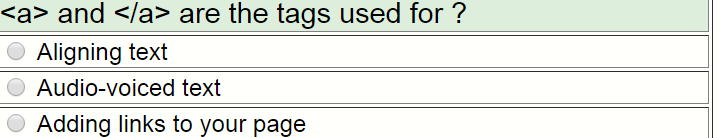 <a> and </a> are the tags used for ?
Aligning text
Audio-voiced text
Adding links to your page